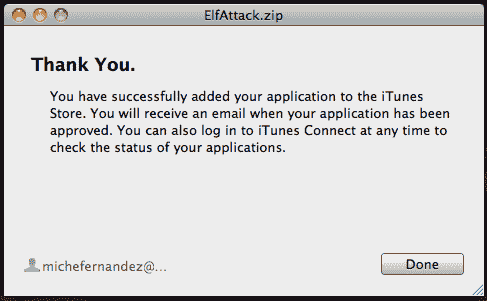 ElfAttack.zip
Thank You.
You have successfully added your application to the iTunes
Store. You will receive an email when your application has been
approved. You can also log in to iTunes Connect at any time to
check the status of your applications.
michefernandez@...
Done